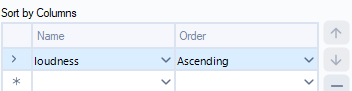 Sort by Columns
Name Order
> loudness Ascending
*